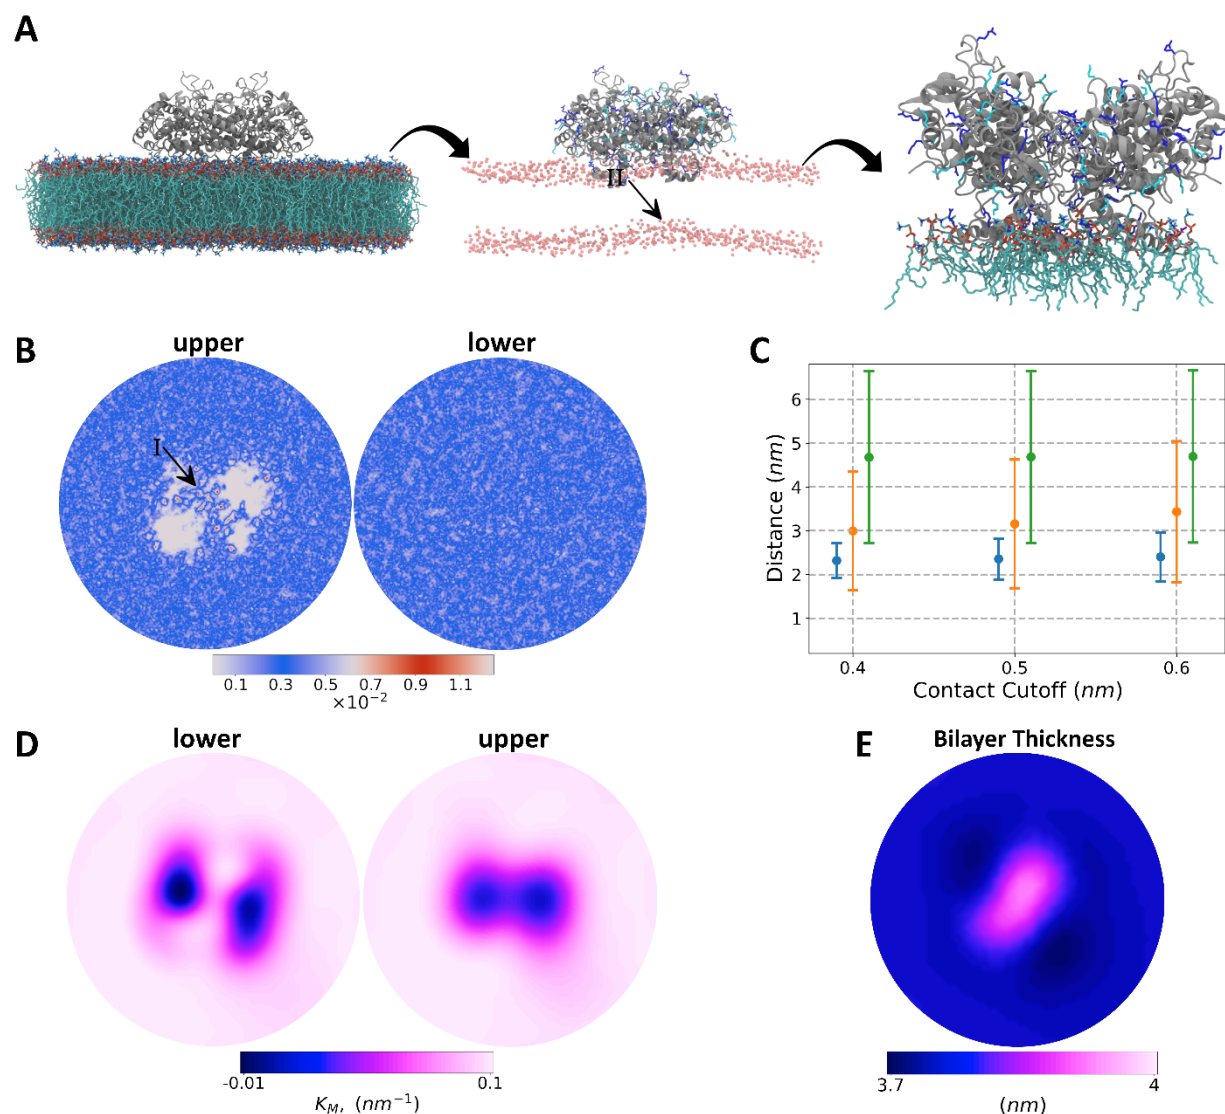 A
II
B
upper
lower
I
0.1 0.3 0.5 0.7 0.9 1.1
×10⁻²
C
Distance (nm)
6
5
4
3
2
1
0.4 0.5 0.6
Contact Cutoff (nm)
D
lower
upper
-0.01 0.1
K_M, (nm⁻¹)
E
Bilayer Thickness
3.7 4
(nm)